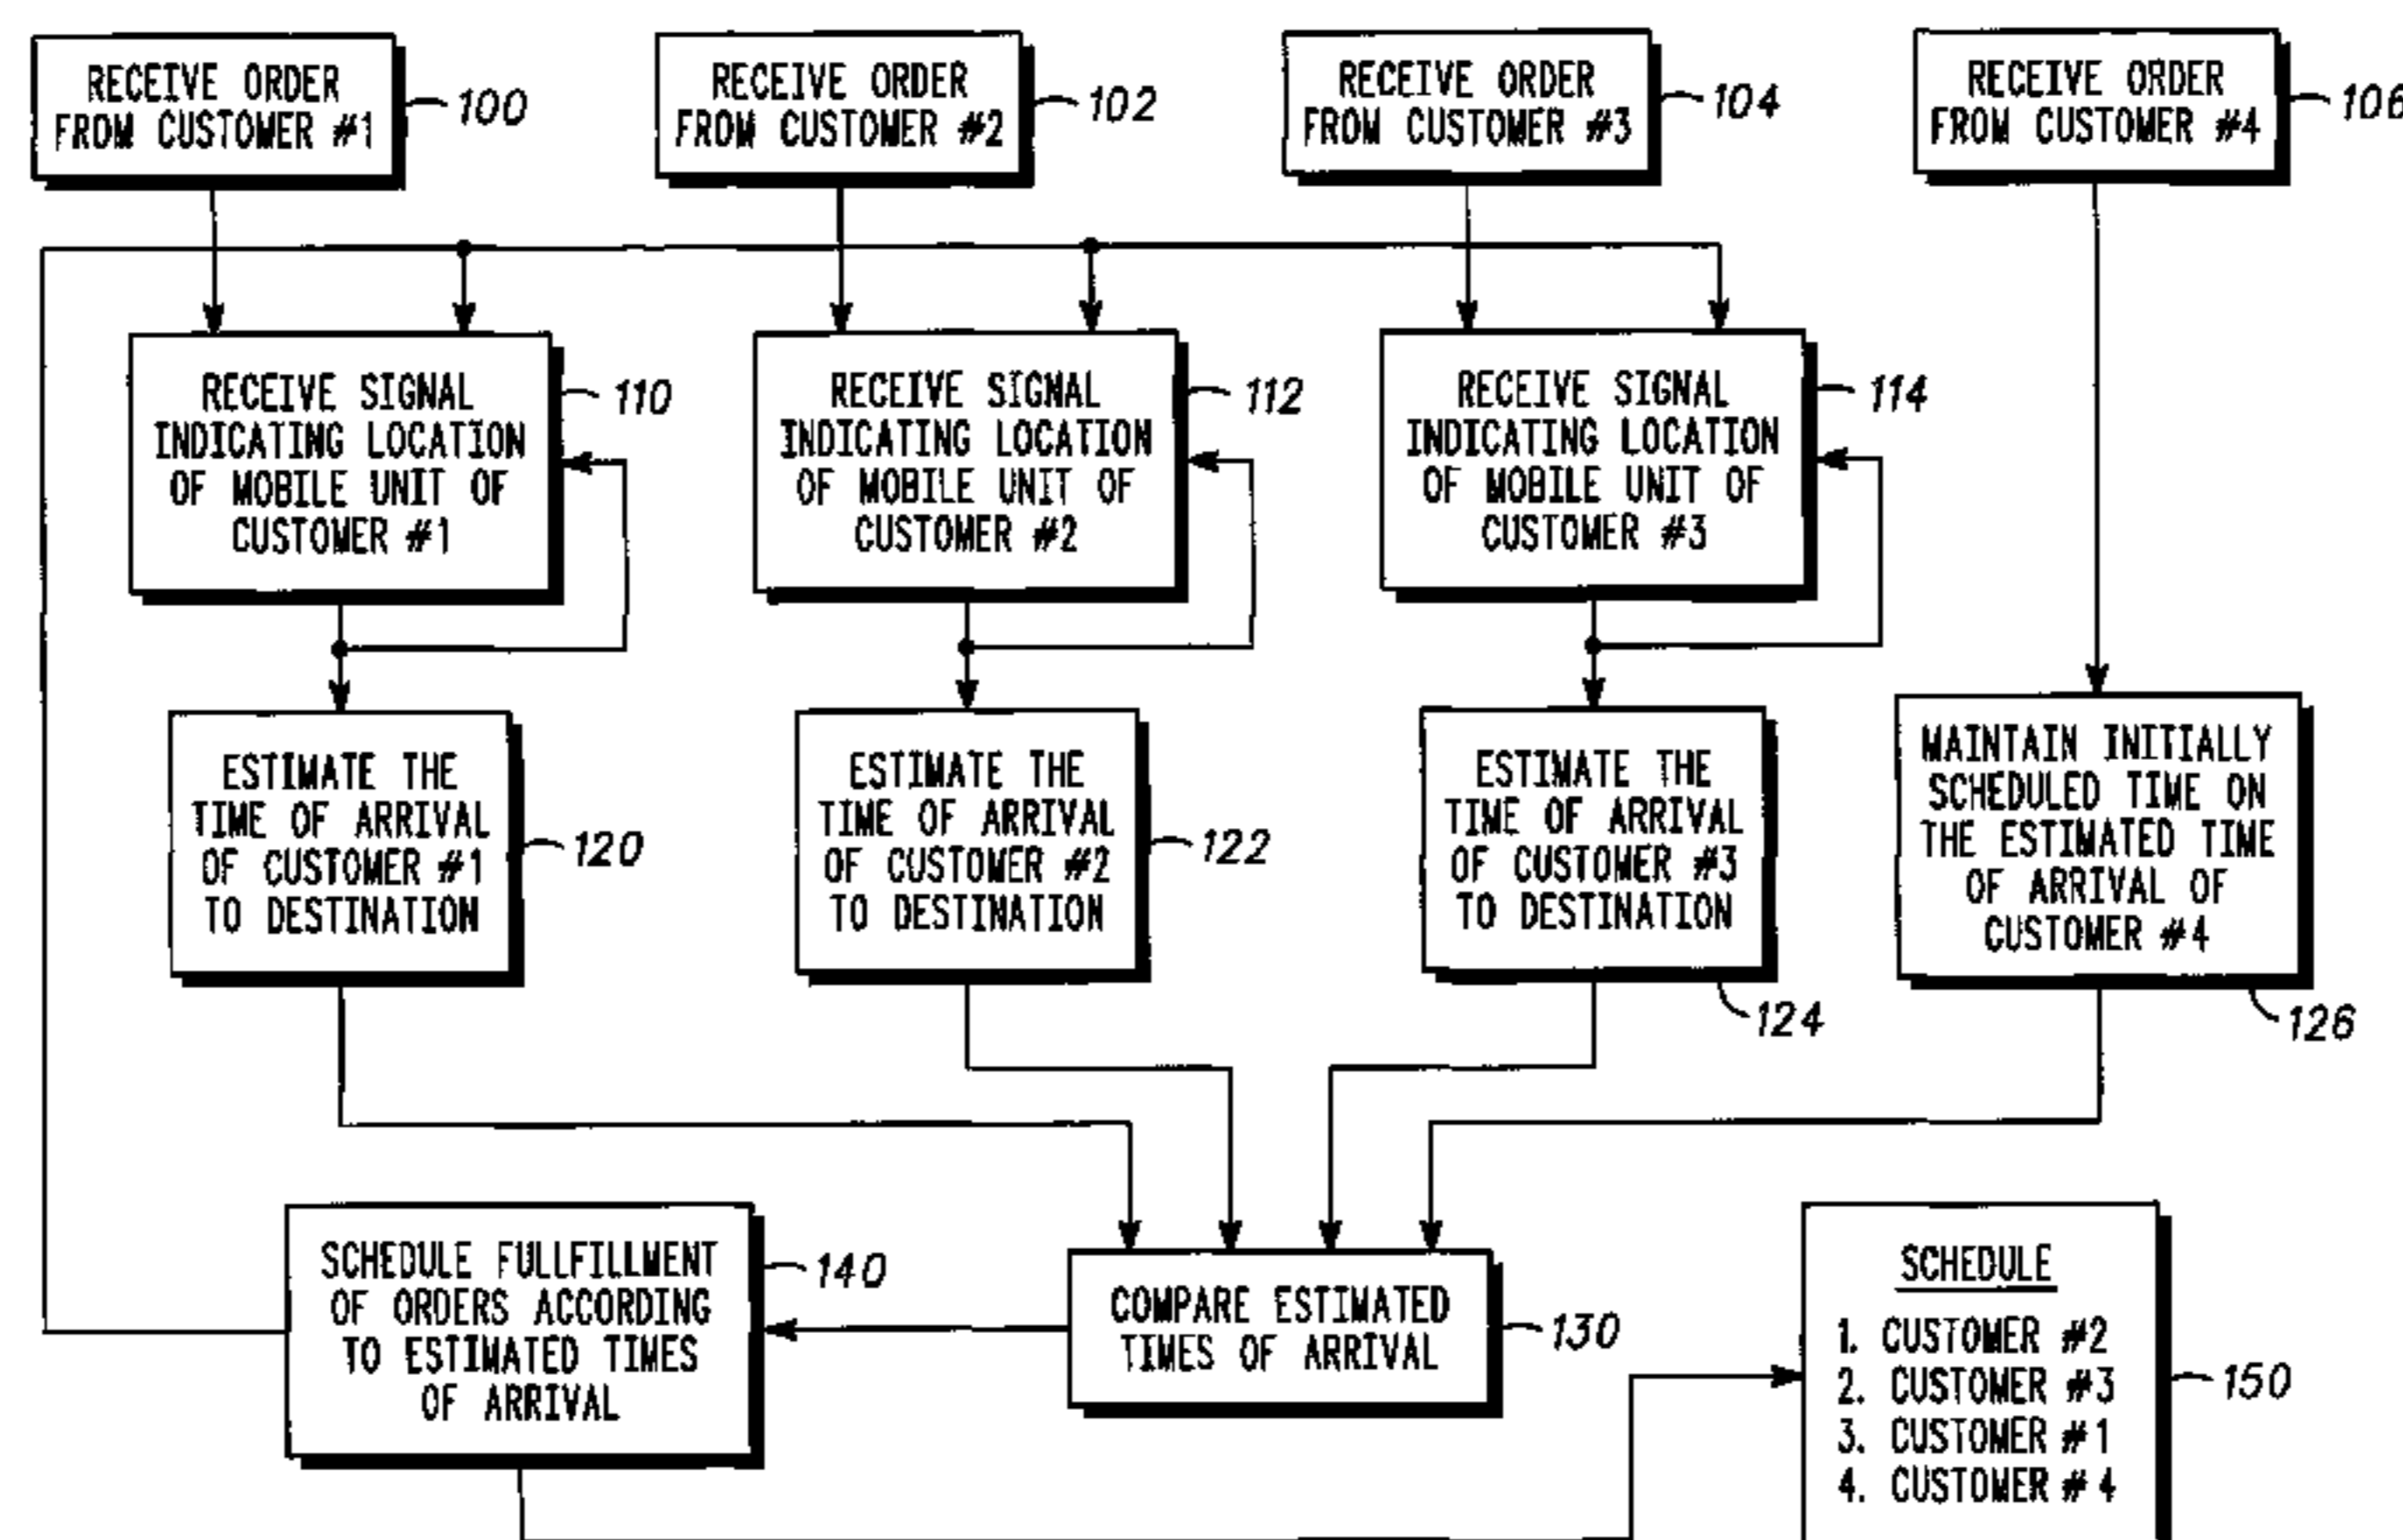 RECEIVE ORDER
FROM CUSTOMER #1
100
RECEIVE ORDER
FROM CUSTOMER #2
102
RECEIVE ORDER
FROM CUSTOMER #3
104
RECEIVE ORDER
FROM CUSTOMER #4
106
RECEIVE SIGNAL
INDICATING LOCATION
OF MOBILE UNIT OF
CUSTOMER #1
110
RECEIVE SIGNAL
INDICATING LOCATION
OF MOBILE UNIT OF
CUSTOMER #2
112
RECEIVE SIGNAL
INDICATING LOCATION
OF MOBILE UNIT OF
CUSTOMER #3
114
ESTIMATE THE
TIME OF ARRIVAL
OF CUSTOMER #1
TO DESTINATION
120
ESTIMATE THE
TIME OF ARRIVAL
OF CUSTOMER #2
TO DESTINATION
122
ESTIMATE THE
TIME OF ARRIVAL
OF CUSTOMER #3
TO DESTINATION
124
MAINTAIN INITIALLY
SCHEDULED TIME ON
THE ESTIMATED TIME
OF ARRIVAL OF
CUSTOMER #4
126
SCHEDULE FULLFILLMENT
OF ORDERS ACCORDING
TO ESTIMATED TIMES
OF ARRIVAL
140
COMPARE ESTIMATED
TIMES OF ARRIVAL
130
SCHEDULE
1. CUSTOMER #2
2. CUSTOMER #3
3. CUSTOMER #1
4. CUSTOMER #4
150